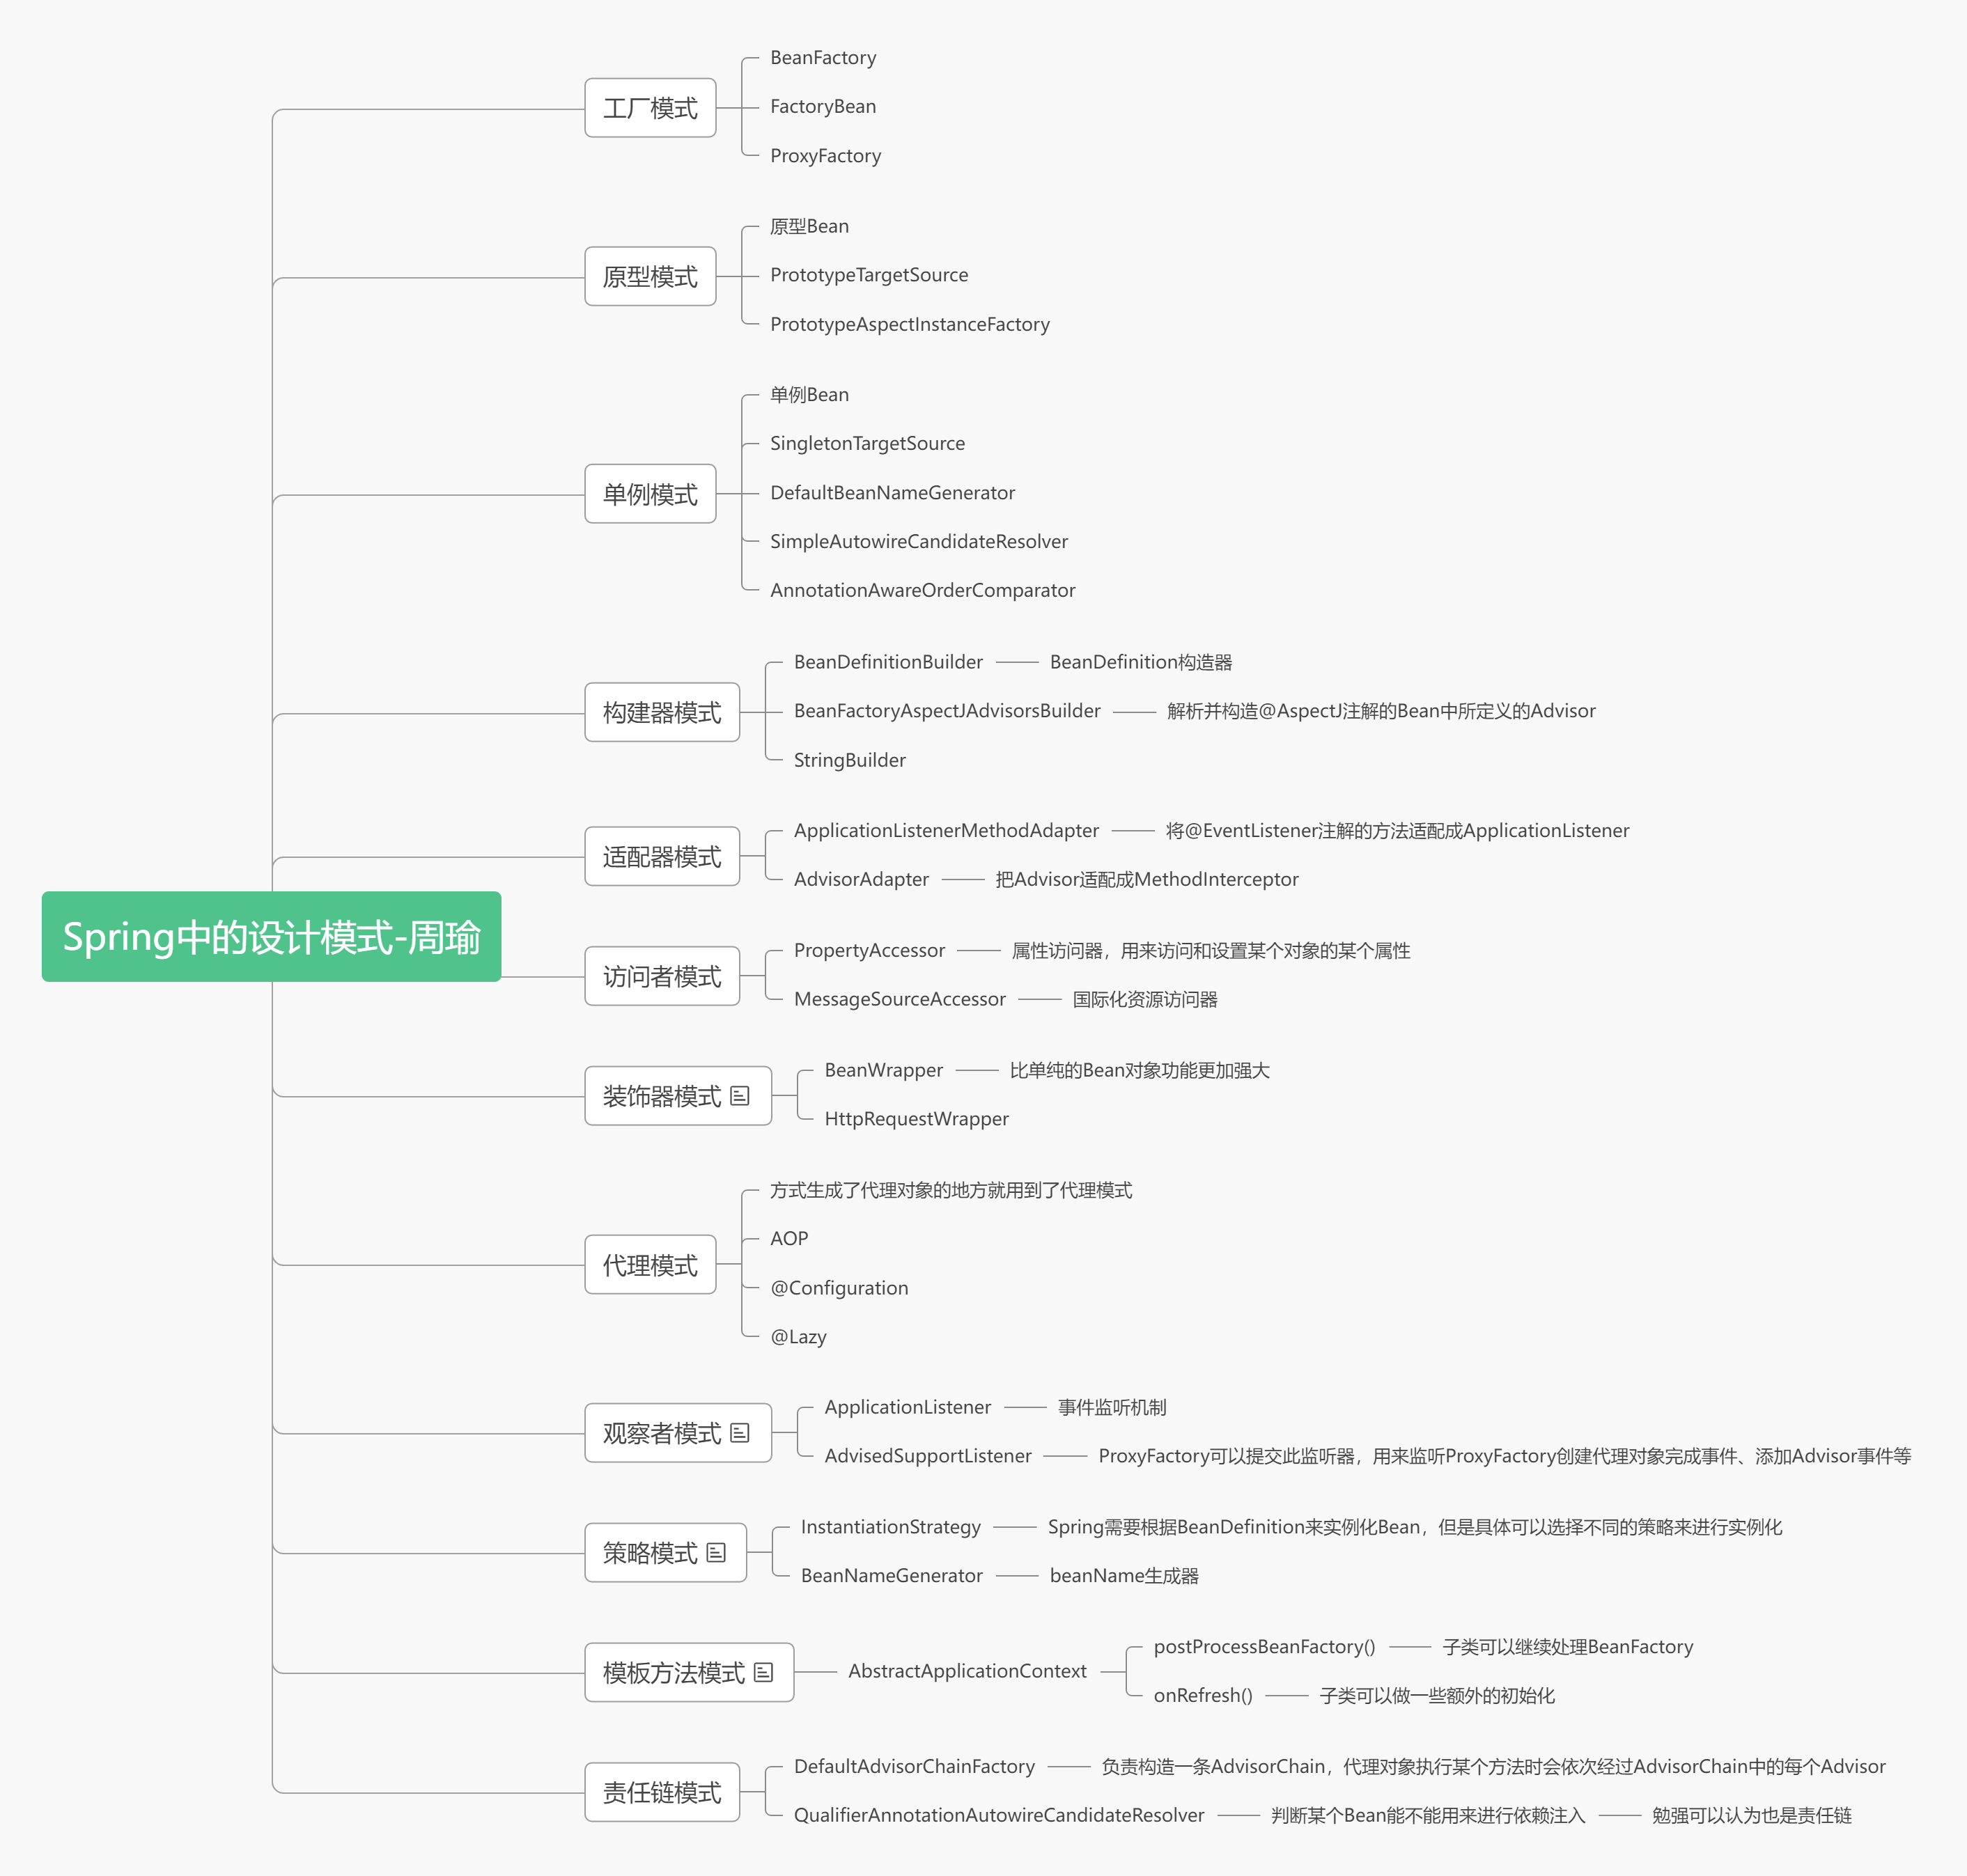 Spring中的设计模式-周瑜
工厂模式
BeanFactory
FactoryBean
ProxyFactory
原型模式
原型Bean
PrototypeTargetSource
PrototypeAspectInstanceFactory
单例模式
单例Bean
SingletonTargetSource
DefaultBeanNameGenerator
SimpleAutowireCandidateResolver
AnnotationAwareOrderComparator
构建器模式
BeanDefinitionBuilder
BeanDefinition构造器
BeanFactoryAspectJAdvisorsBuilder
解析并构造@AspectJ注解的Bean中所定义的Advisor
StringBuilder
适配器模式
ApplicationListenerMethodAdapter
将@EventListener注解的方法适配成ApplicationListener
AdvisorAdapter
把Advisor适配成MethodInterceptor
访问者模式
PropertyAccessor
属性访问器，用来访问和设置某个对象的某个属性
MessageSourceAccessor
国际化资源访问器
装饰器模式
BeanWrapper
比单纯的Bean对象功能更加强大
HttpRequestWrapper
代理模式
方式生成了代理对象的地方就用到了代理模式
AOP
@Configuration
@Lazy
观察者模式
ApplicationListener
事件监听机制
AdvisedSupportListener
ProxyFactory可以提交此监听器，用来监听ProxyFactory创建代理对象完成事件、添加Advisor事件等
策略模式
InstantiationStrategy
Spring需要根据BeanDefinition来实例化Bean，但是具体可以选择不同的策略来进行实例化
BeanNameGenerator
beanName生成器
模板方法模式
AbstractApplicationContext
postProcessBeanFactory()
子类可以继续处理BeanFactory
onRefresh()
子类可以做一些额外的初始化
责任链模式
DefaultAdvisorChainFactory
负责构造一条AdvisorChain，代理对象执行某个方法时会依次经过AdvisorChain中的每个Advisor
QualifierAnnotationAutowireCandidateResolver
判断某个Bean能不能用来进行依赖注入
勉强可以认为也是责任链